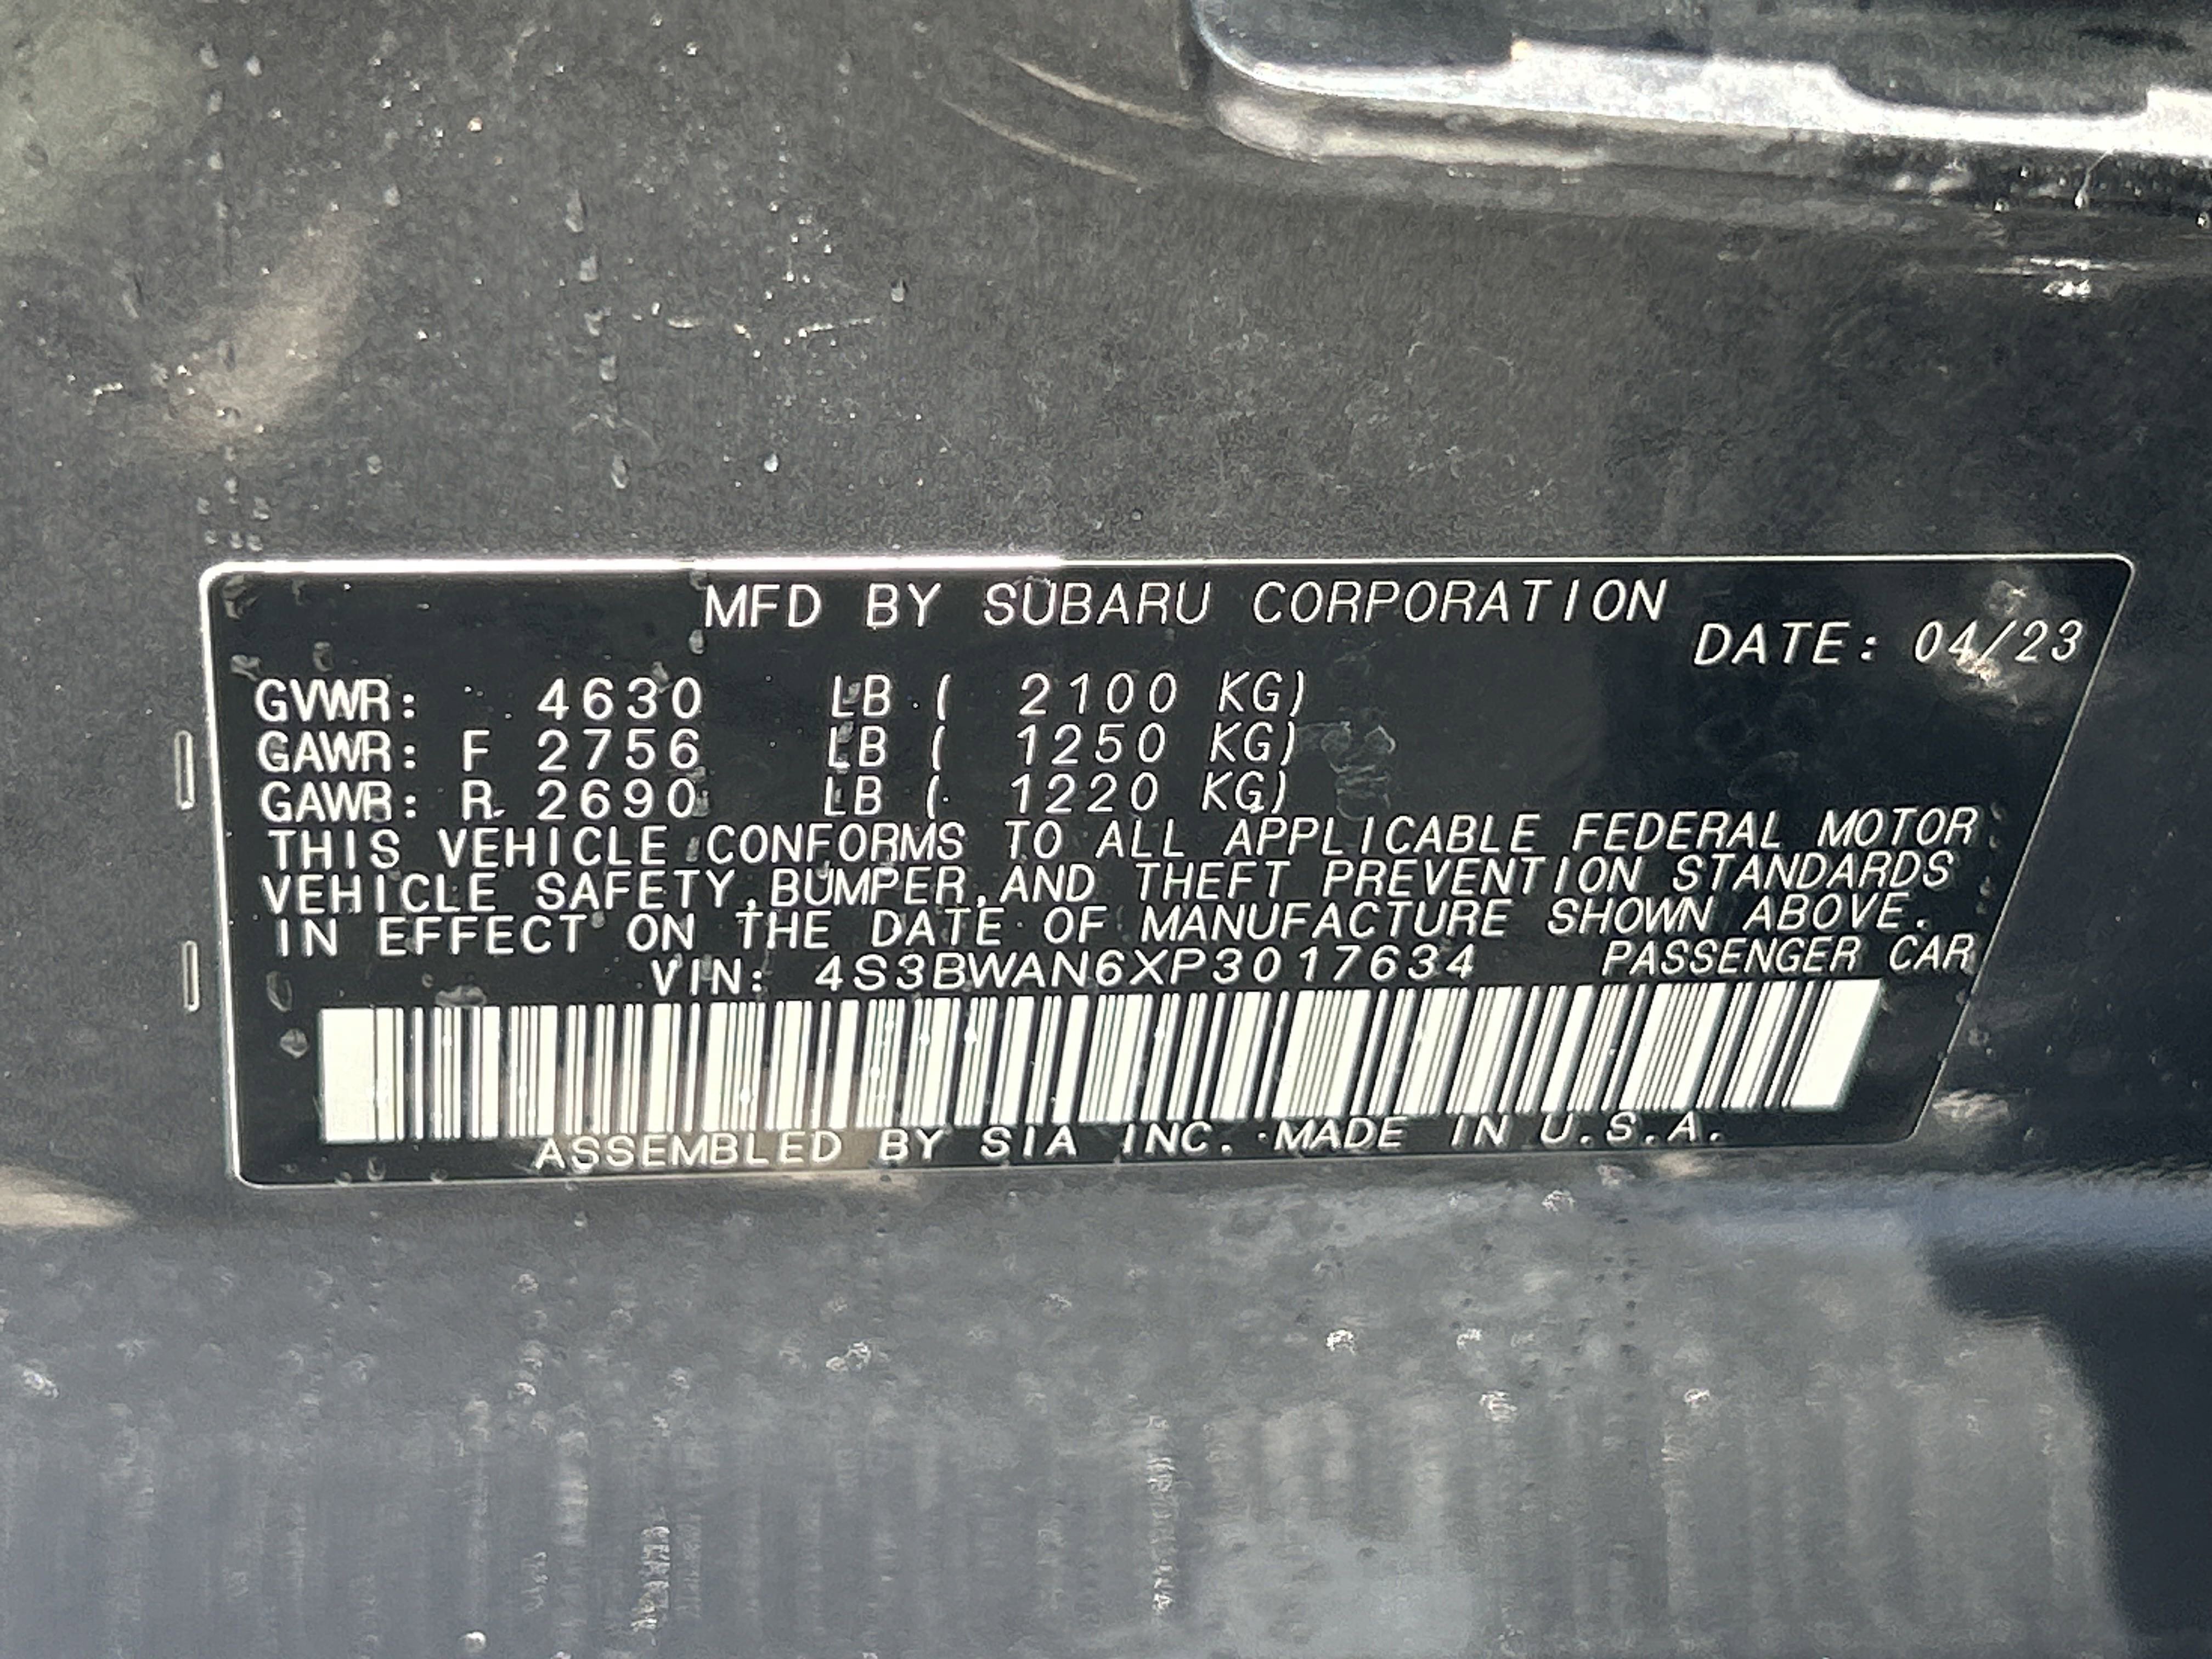 MFD BY SUBARU CORPORATION
DATE: 04/23
GVWR: 4630 LB ( 2100 KG)
GAWR: F 2756 LB ( 1250 KG)
GAWR: R 2690 LB ( 1220 KG)
THIS VEHICLE CONFORMS TO ALL APPLICABLE FEDERAL MOTOR
VEHICLE SAFETY,BUMPER,AND THEFT PREVENTION STANDARDS
IN EFFECT ON THE DATE OF MANUFACTURE SHOWN ABOVE.
VIN: 4S3BWAN6XP3017634 PASSENGER CAR
ASSEMBLED BY SIA INC. MADE IN U.S.A.